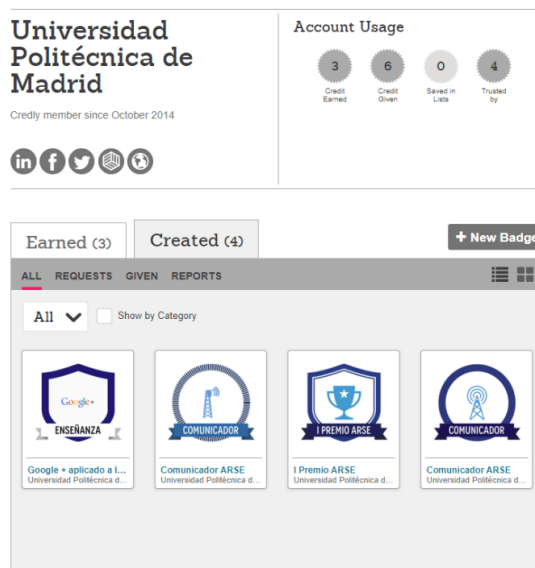 Universidad
Politécnica de
Madrid
Credly member since October 2014
Account Usage
3
6
0
4
Credit
Earned
Credit
Given
Saved in
Lists
Trusted
by
Earned (3)
Created (4)
+ New Badge
ALL REQUESTS GIVEN REPORTS
All
Show by Category
Google+
ENSEÑANZA
Google + aplicado a l...
Universidad Politécnica d...
COMUNICADOR
Comunicador ARSE
Universidad Politécnica d...
I PREMIO ARSE
I Premio ARSE
Universidad Politécnica d...
COMUNICADOR
Comunicador ARSE
Universidad Politécnica d...